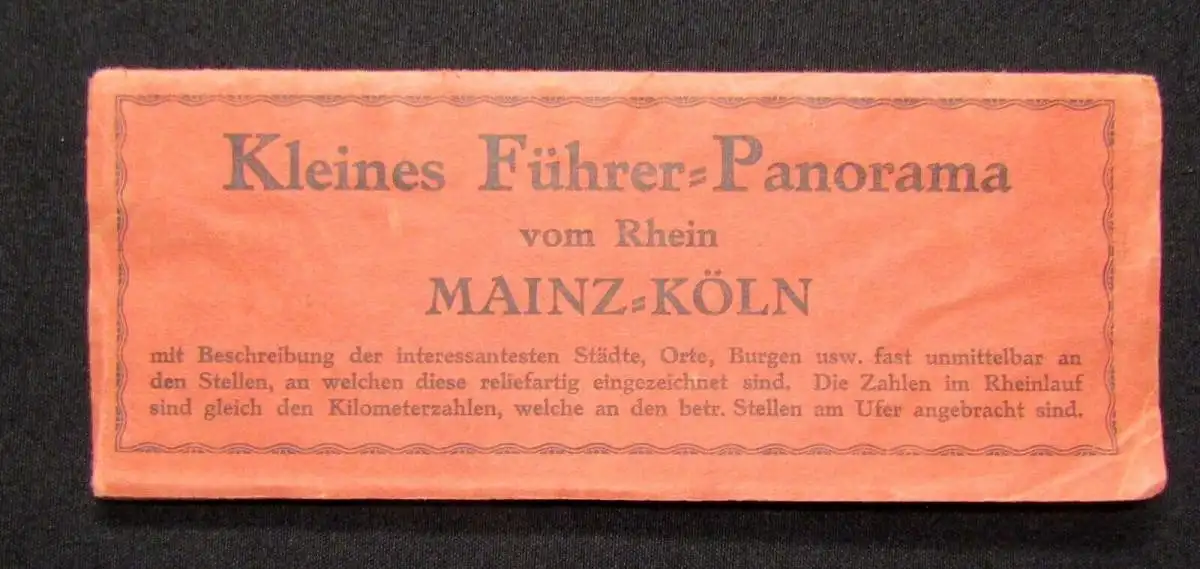 Kleines Führer=Panorama
vom Rhein
MAINZ=KÖLN
mit Beschreibung der interessantesten Städte, Orte, Burgen usw. fast unmittelbar an
den Stellen, an welchen diese reliefartig eingezeichnet sind. Die Zahlen im Rheinlauf
sind gleich den Kilometerzahlen, welche an den betr. Stellen am Ufer angebracht sind.